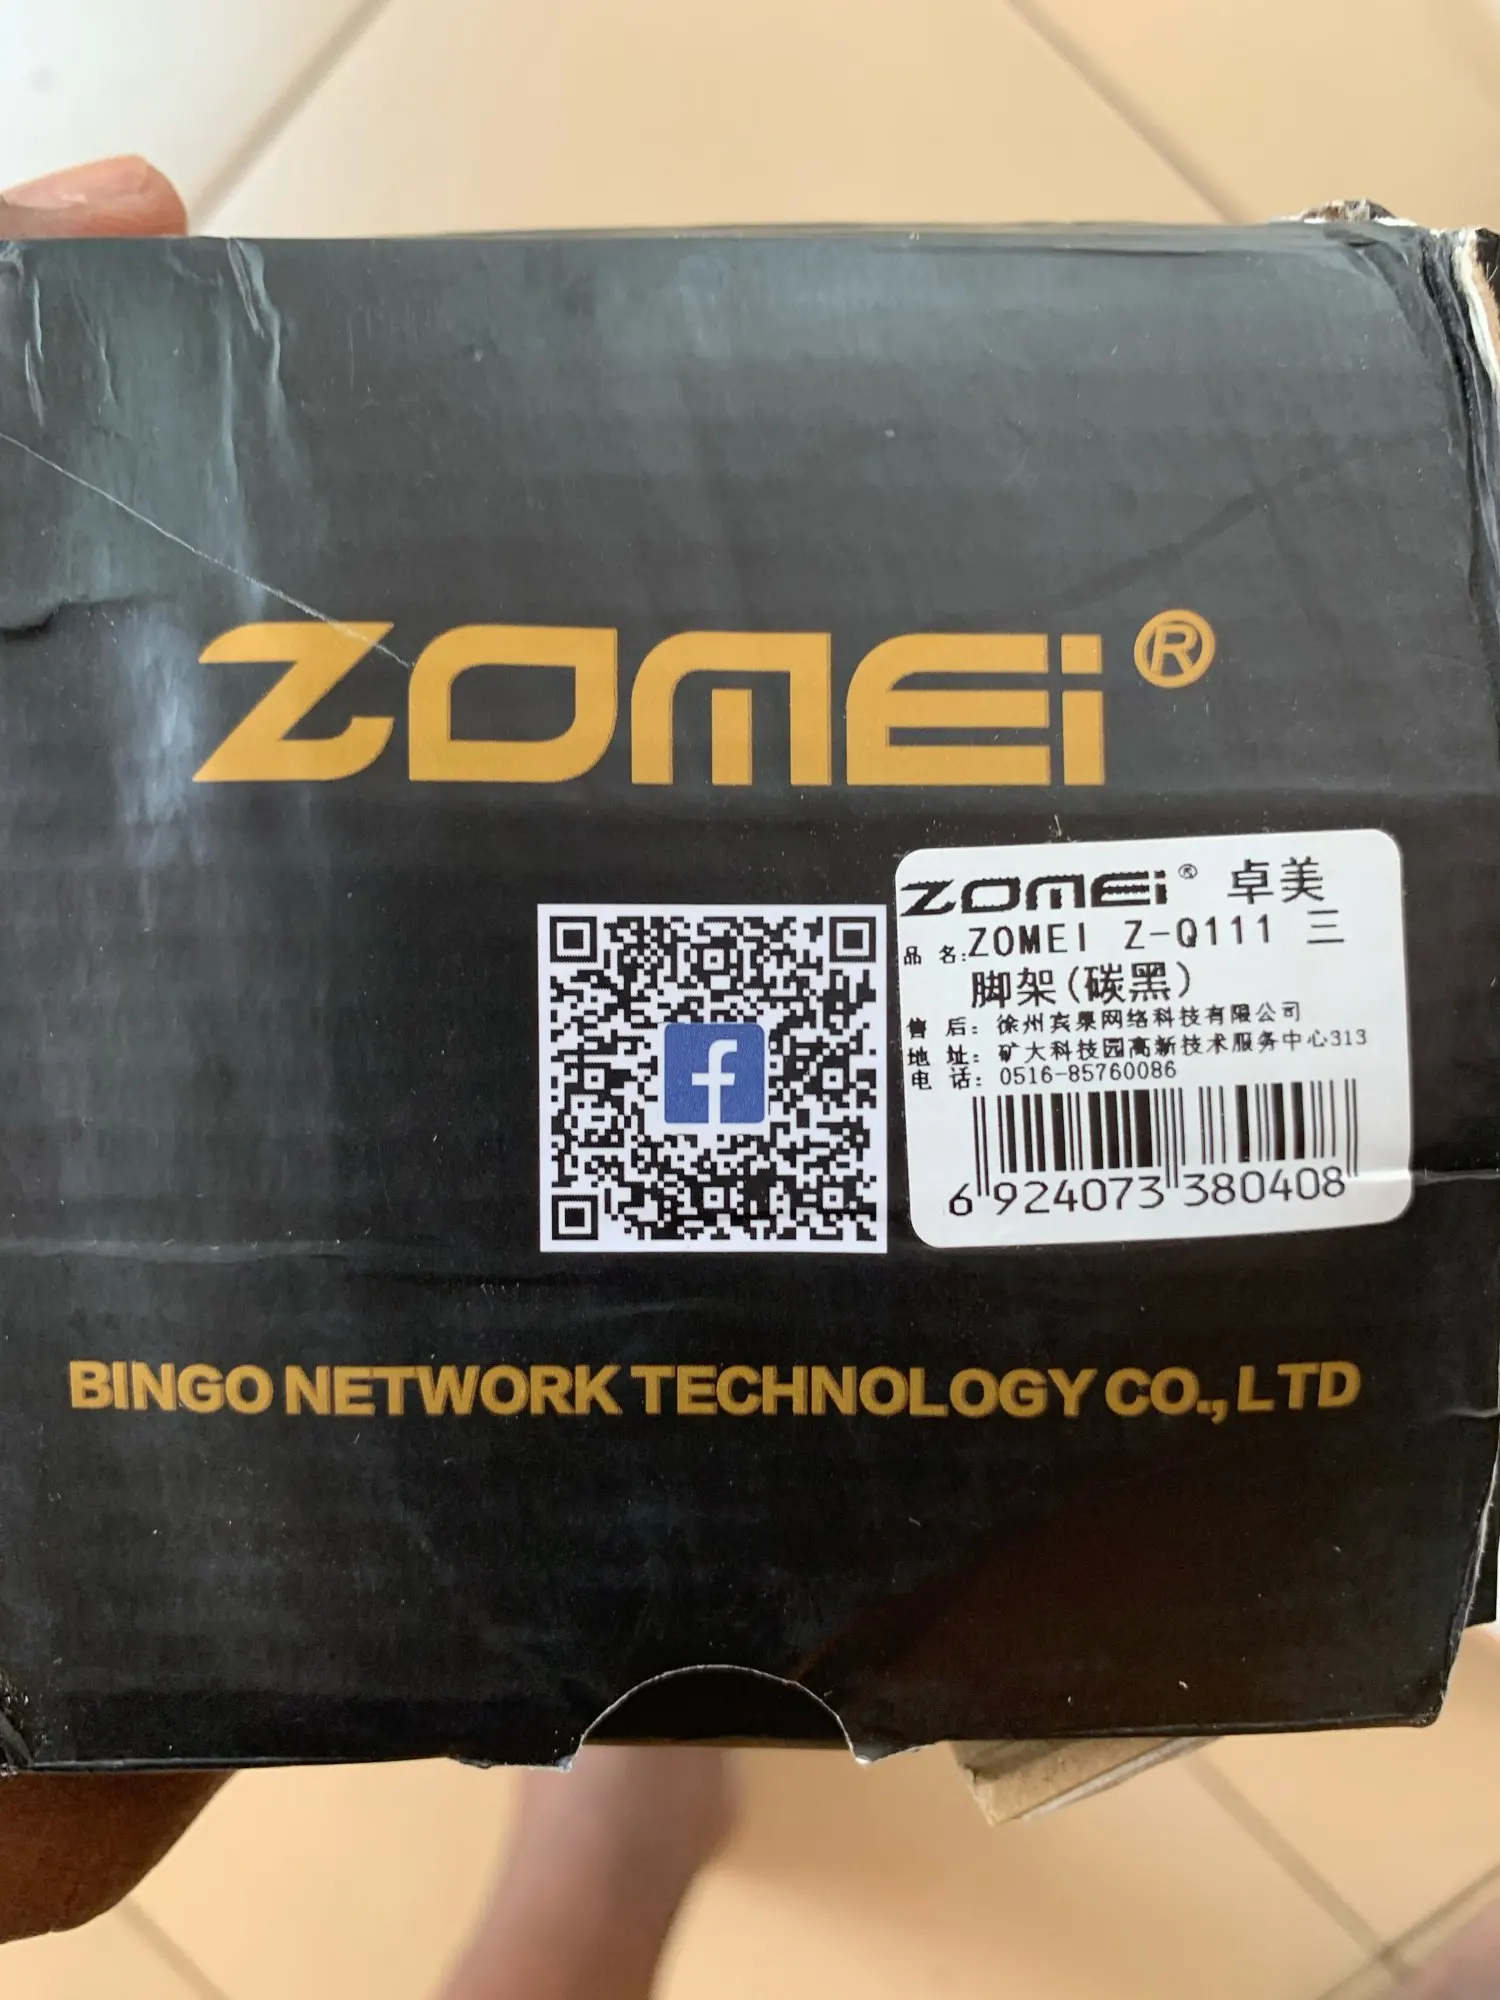 ZOMEi®
ZOMEi® 卓美
品 名:ZOMEI Z-Q111 三
脚架(碳黑)
售 后: 徐州宾果网络科技有限公司
地 址: 矿大科技园高新技术服务中心313
电 话: 0516-85760086
6 924073 380408
BINGO NETWORK TECHNOLOGY CO., LTD